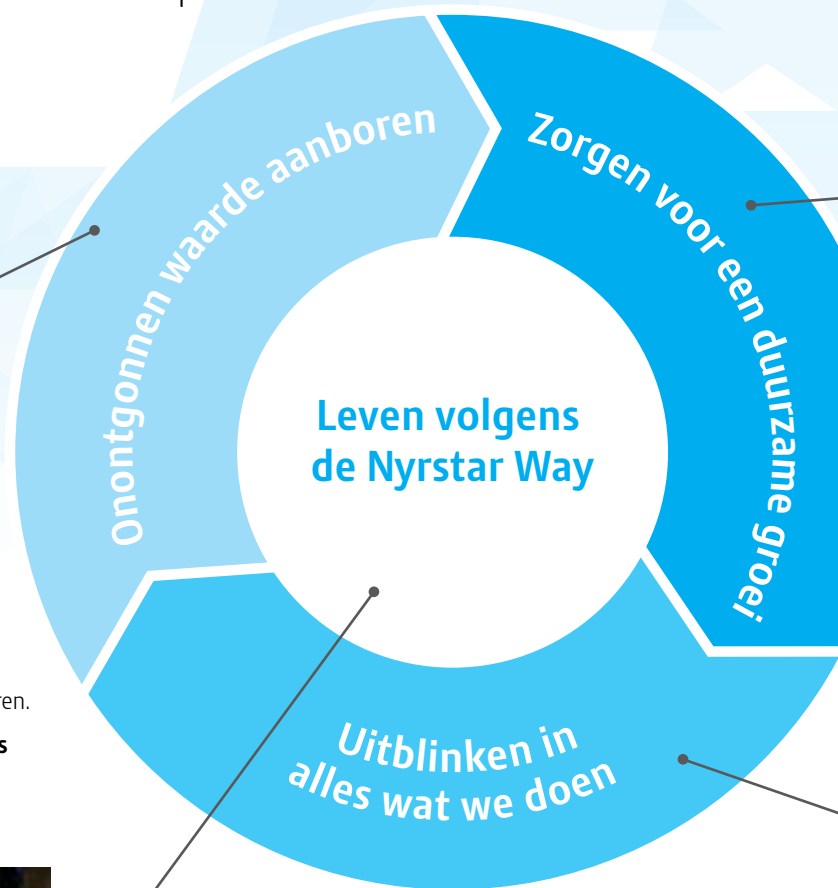 Onontgonnen waarde aanboren
Zorgen voor een duurzame groei
Leven volgens
de Nyrstar Way
Uitblinken in
alles wat we doen